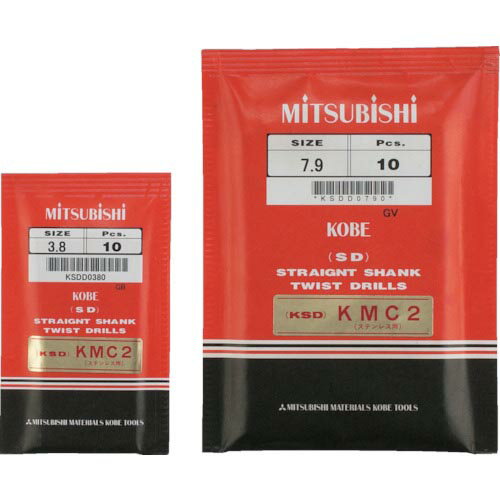 MITSUBISHI
SIZE Pcs.
3.8 10
KSDD0380
GB
KOBE
(SD)
STRAIGNT SHANK
TWIST DRILLS
(KSD) KMC2
(ステンレス用)
MITSUBISHI MATERIALS KOBE TOOLS
MITSUBISHI
SIZE Pcs.
7.9 10
*KSDD0790*
GV
KOBE
(SD)
STRAIGNT SHANK
TWIST DRILLS
(KSD) KMC2
(ステンレス用)
MITSUBISHI MATERIALS KOBE TOOLS